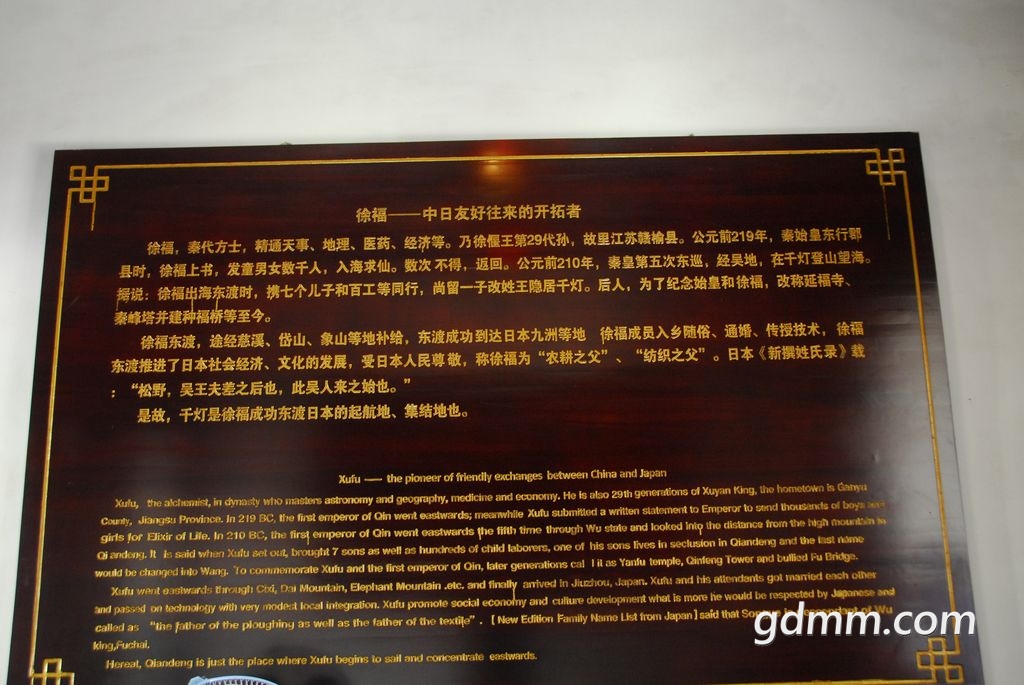 徐福——中日友好往来的开拓者
徐福，秦代方士，精通天事、地理、医药、经济等。乃徐偃王第29代孙，故里江苏赣榆县。公元前219年，秦始皇东行郡
县时，徐福上书，发童男女数千人，入海求仙。数次 不得，返回。公元前210年，秦皇第五次东巡，经吴地，在千灯登山望海。
据说：徐福出海东渡时，携七个儿子和百工等同行，尚留一子改姓王隐居千灯。后人，为了纪念始皇和徐福，改称延福寺、
秦峰塔并建种福桥等至今。
徐福东渡，途经慈溪、岱山、象山等地补给，东渡成功到达日本九洲等地 徐福成员入乡随俗、通婚、传授技术，徐福
东渡推进了日本社会经济、文化的发展，受日本人民尊敬，称徐福为“农耕之父”、“纺织之父”。日本《新撰姓氏录》载
：“松野，吴王夫差之后也，此吴人来之始也。”
是故，千灯是徐福成功东渡日本的起航地、集结地也。
Xufu —— the pioneer of friendly exchanges between China and Japan
Xufu, the alchemist, in dynasty who masters astronomy and geography, medicine and economy. He is also 29th generations of Xuyan King, the hometown is Ganyu
County, Jiangsu Province. In 219 BC, the first emperor of Qin went eastwards; meanwhile Xufu submitted a written statement to Emperor to send thousands of boys and
girls for Elixir of Life. In 210 BC, the first emperor of Qin went eastwards the fifth time through Wu state and looked into the distance from the high mountain in
Qi andeng. It is said when Xufu set out, brought 7 sons as well as hundreds of child laborers, one of his sons lives in seclusion in Qiandeng and the last name
would be changed into Wang. To commemorate Xufu and the first emperor of Qin, later generations cal l it as Yanfu temple, Qinfeng Tower and bullied Fu Bridge.
Xufu went eastwards through Cixi, Dai Mountain, Elephant Mountain .etc. and finally arrived in Jiuzhou, Japan. Xufu and his attendants got married each other
and passed on technology with very modest local integration. Xufu promote social economy and culture development what is more he would be respected by Japanese and
called as “the father of the ploughing as well as the father of the textile”. [New Edition Family Name List from Japan] said that of Wu
king,Fuchai.
Hereat, Qiandeng is just the place where Xufu begins to sail and concentrate eastwards.
gdmm.com